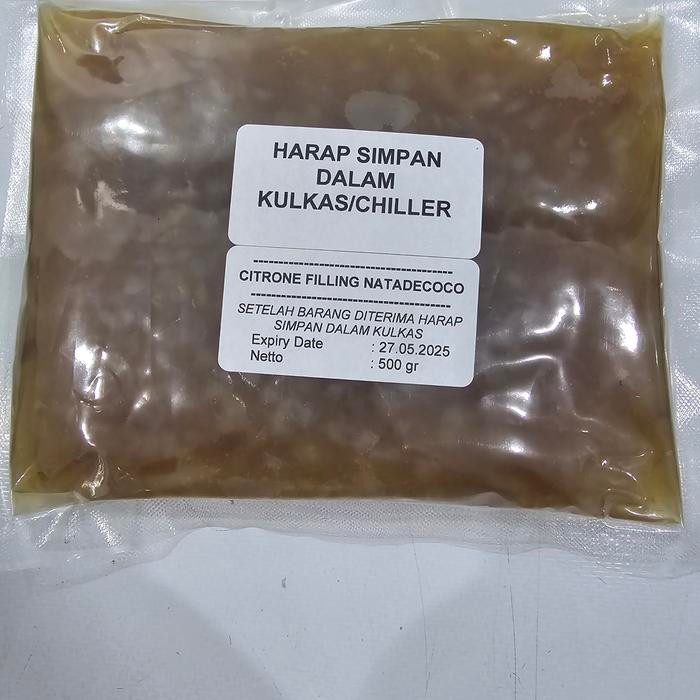 HARAP SIMPAN
DALAM
KULKAS/CHILLER
------------------------------------------------
CITRONE FILLING NATADECOCO
------------------------------------------------
SETELAH BARANG DITERIMA HARAP
SIMPAN DALAM KULKAS
Expiry Date : 27.05.2025
Netto : 500 gr